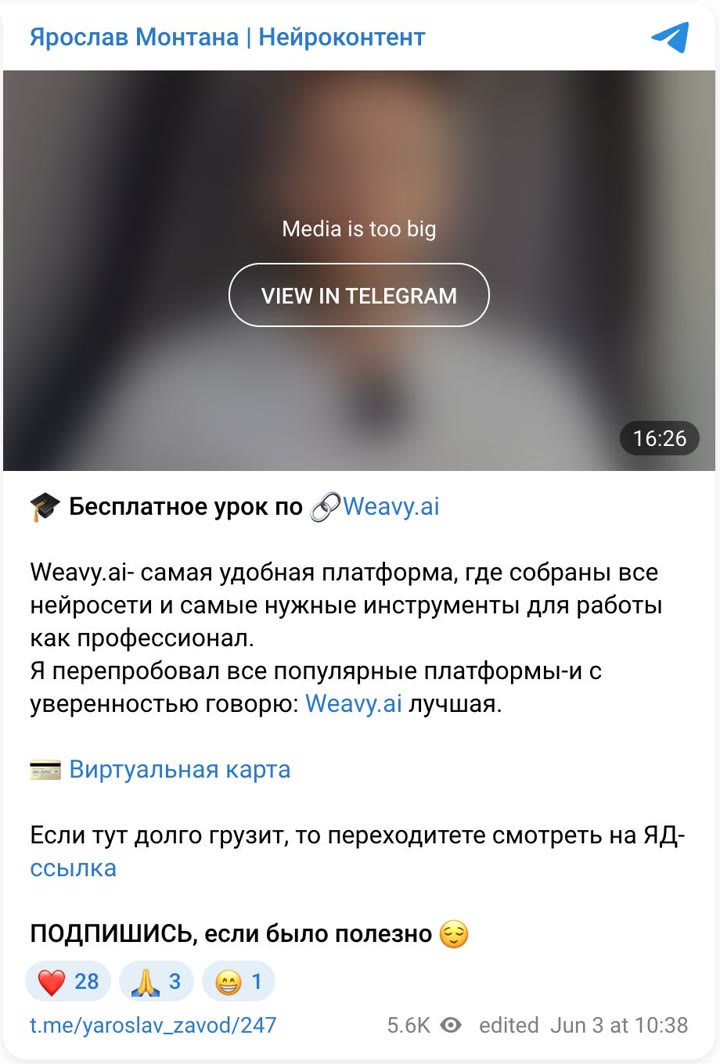 Ярослав Монтана | Нейроконтент
Media is too big
VIEW IN TELEGRAM
16:26
🎓 Бесплатное урок по 🔗Weavy.ai
Weavy.ai- самая удобная платформа, где собраны все
нейросети и самые нужные инструменты для работы
как профессионал.
Я перепробовал все популярные платформы-и с
уверенностью говорю: Weavy.ai лучшая.
💳 Виртуальная карта
Если тут долго грузит, то переходитете смотреть на ЯД-
ссылка
ПОДПИШИСЬ, если было полезно 😌
❤️ 28 🙏 3 😁 1
t.me/yaroslav_zavod/247 5.6K edited Jun 3 at 10:38